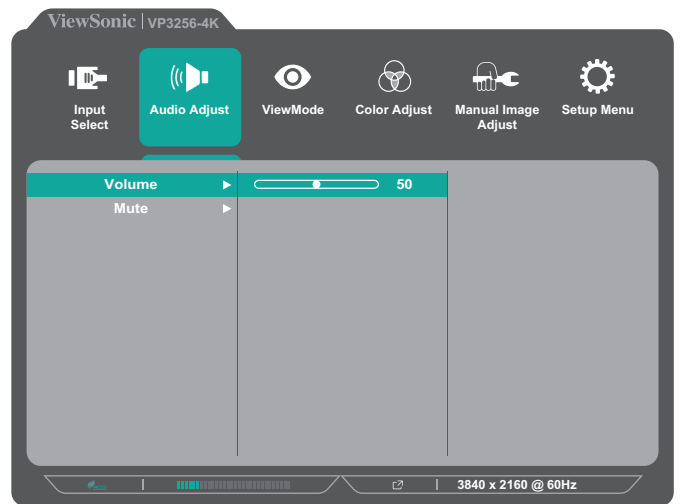 ViewSonic | VP3256-4K
Input Select
Audio Adjust
ViewMode
Color Adjust
Manual Image Adjust
Setup Menu
Volume
50
Mute
3840 x 2160 @ 60Hz